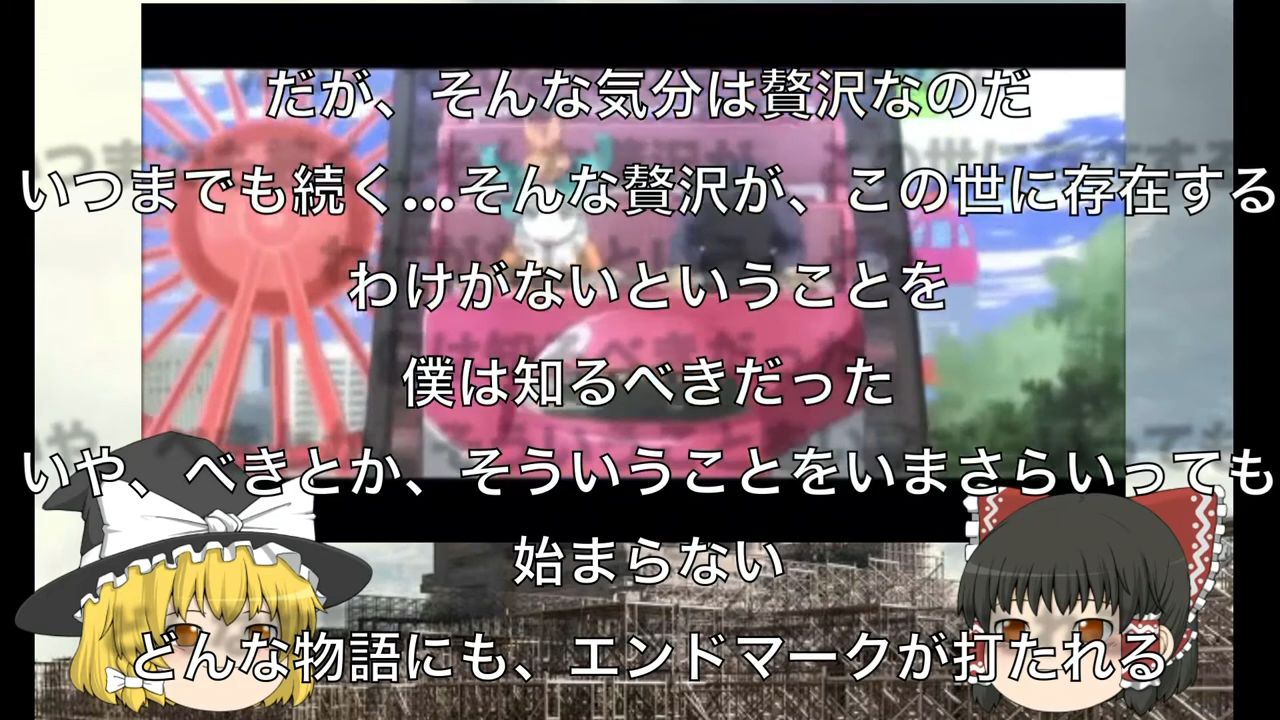 だが、そんな気分は贅沢なのだ
いつまでも続く…そんな贅沢が、この世に存在する
わけがないということを
僕は知るべきだった
いや、べきとか、そういうことをいまさらいっても
始まらない
どんな物語にも、エンドマークが打たれる